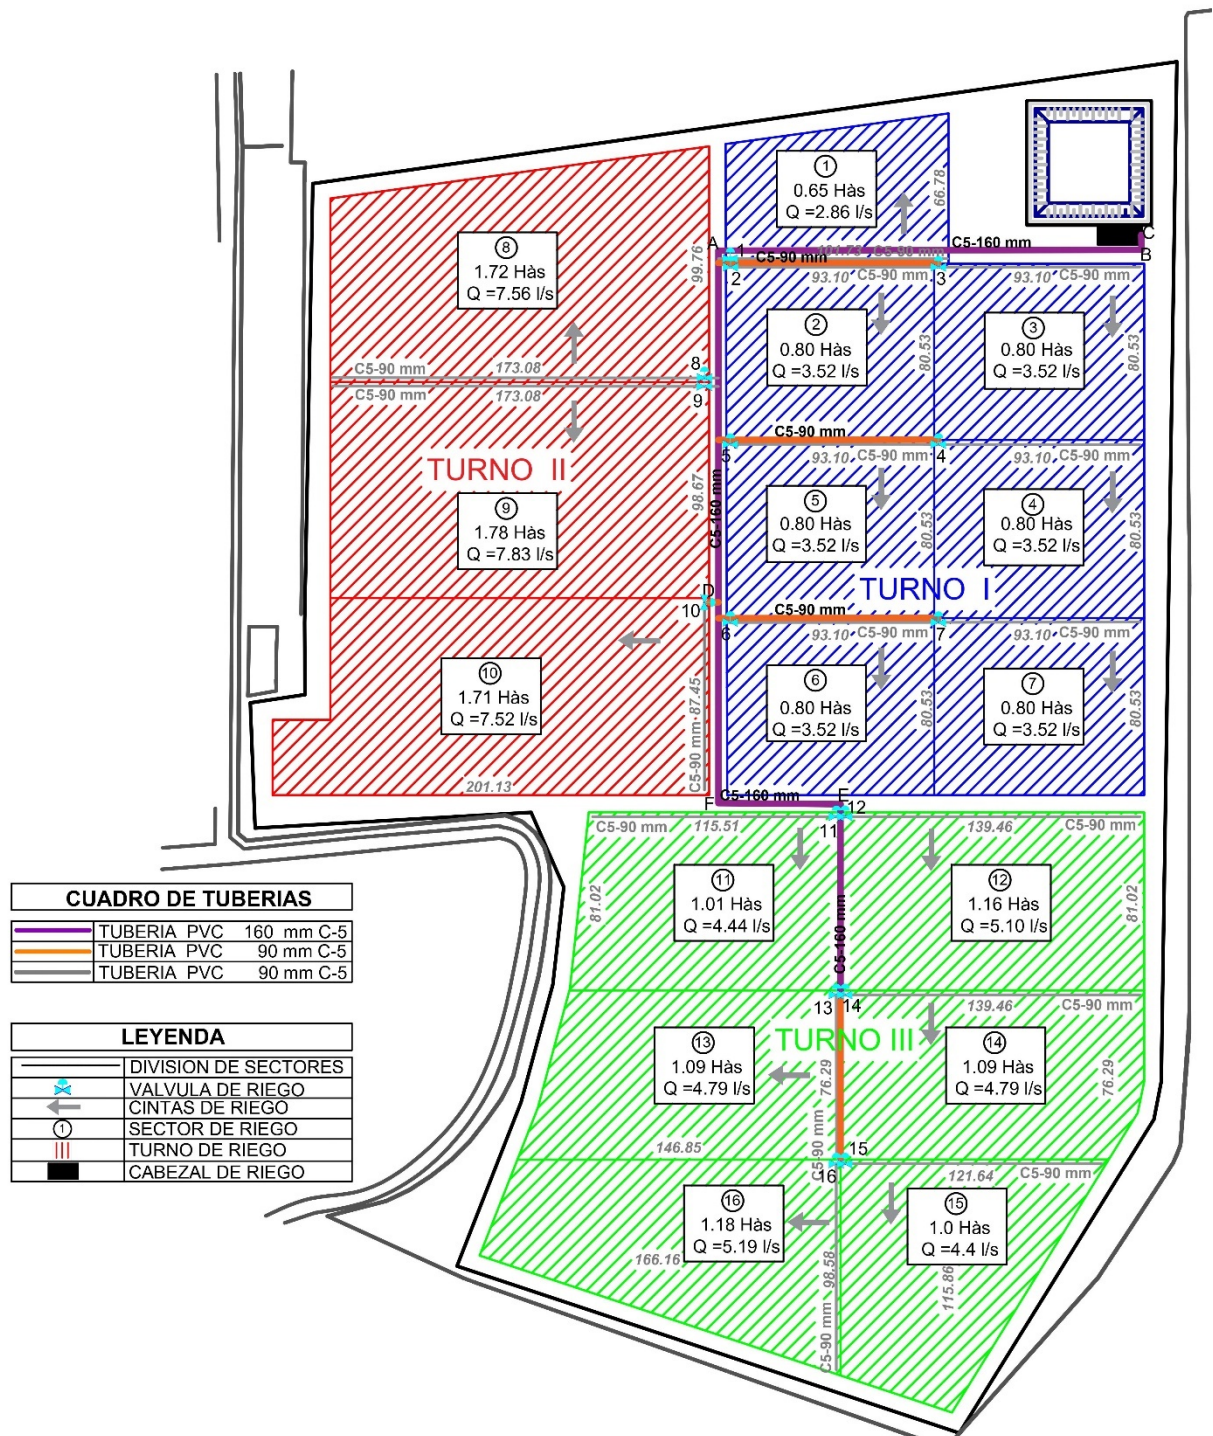 1
0.65 Hàs
Q =2.86 l/s
66.78
C
B
A
1
101.73
C5-90 mm
C5-160 mm
C5-90 mm
2
3
93.10
C5-90 mm
93.10
C5-90 mm
8
1.72 Hàs
Q =7.56 l/s
99.76
2
0.80 Hàs
Q =3.52 l/s
80.53
3
0.80 Hàs
Q =3.52 l/s
80.53
C5-90 mm
173.08
8
C5-90 mm
173.08
9
C5-90 mm
5
4
93.10
C5-90 mm
93.10
C5-90 mm
TURNO II
98.67
C5-160 mm
9
1.78 Hàs
Q =7.83 l/s
5
0.80 Hàs
Q =3.52 l/s
80.53
4
0.80 Hàs
Q =3.52 l/s
80.53
TURNO I
D
10
C5-90 mm
6
7
93.10
C5-90 mm
93.10
C5-90 mm
10
1.71 Hàs
Q =7.52 l/s
87.45
C5-90 mm
201.13
6
0.80 Hàs
Q =3.52 l/s
80.53
7
0.80 Hàs
Q =3.52 l/s
80.53
F
C5-160 mm
E
12
11
C5-90 mm
115.51
139.46
C5-90 mm
81.02
11
1.01 Hàs
Q =4.44 l/s
C5-160 mm
12
1.16 Hàs
Q =5.10 l/s
81.02
13
14
139.46
C5-90 mm
TURNO III
13
1.09 Hàs
Q =4.79 l/s
76.29
C5-90 mm
14
1.09 Hàs
Q =4.79 l/s
76.29
146.85
15
16
121.64
C5-90 mm
16
1.18 Hàs
Q =5.19 l/s
166.16
98.58
C5-90 mm
15
1.0 Hàs
Q =4.4 l/s
115.86
CUADRO DE TUBERIAS
TUBERIA PVC 160 mm C-5
TUBERIA PVC 90 mm C-5
TUBERIA PVC 90 mm C-5
LEYENDA
DIVISION DE SECTORES
VALVULA DE RIEGO
CINTAS DE RIEGO
1 SECTOR DE RIEGO
TURNO DE RIEGO
CABEZAL DE RIEGO